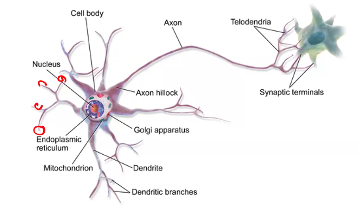 Cell body
Axon
Telodendria
Nucleus
Axon hillock
Synaptic terminals
Golgi apparatus
Endoplasmic
reticulum
Mitochondrion
Dendrite
Dendritic branches